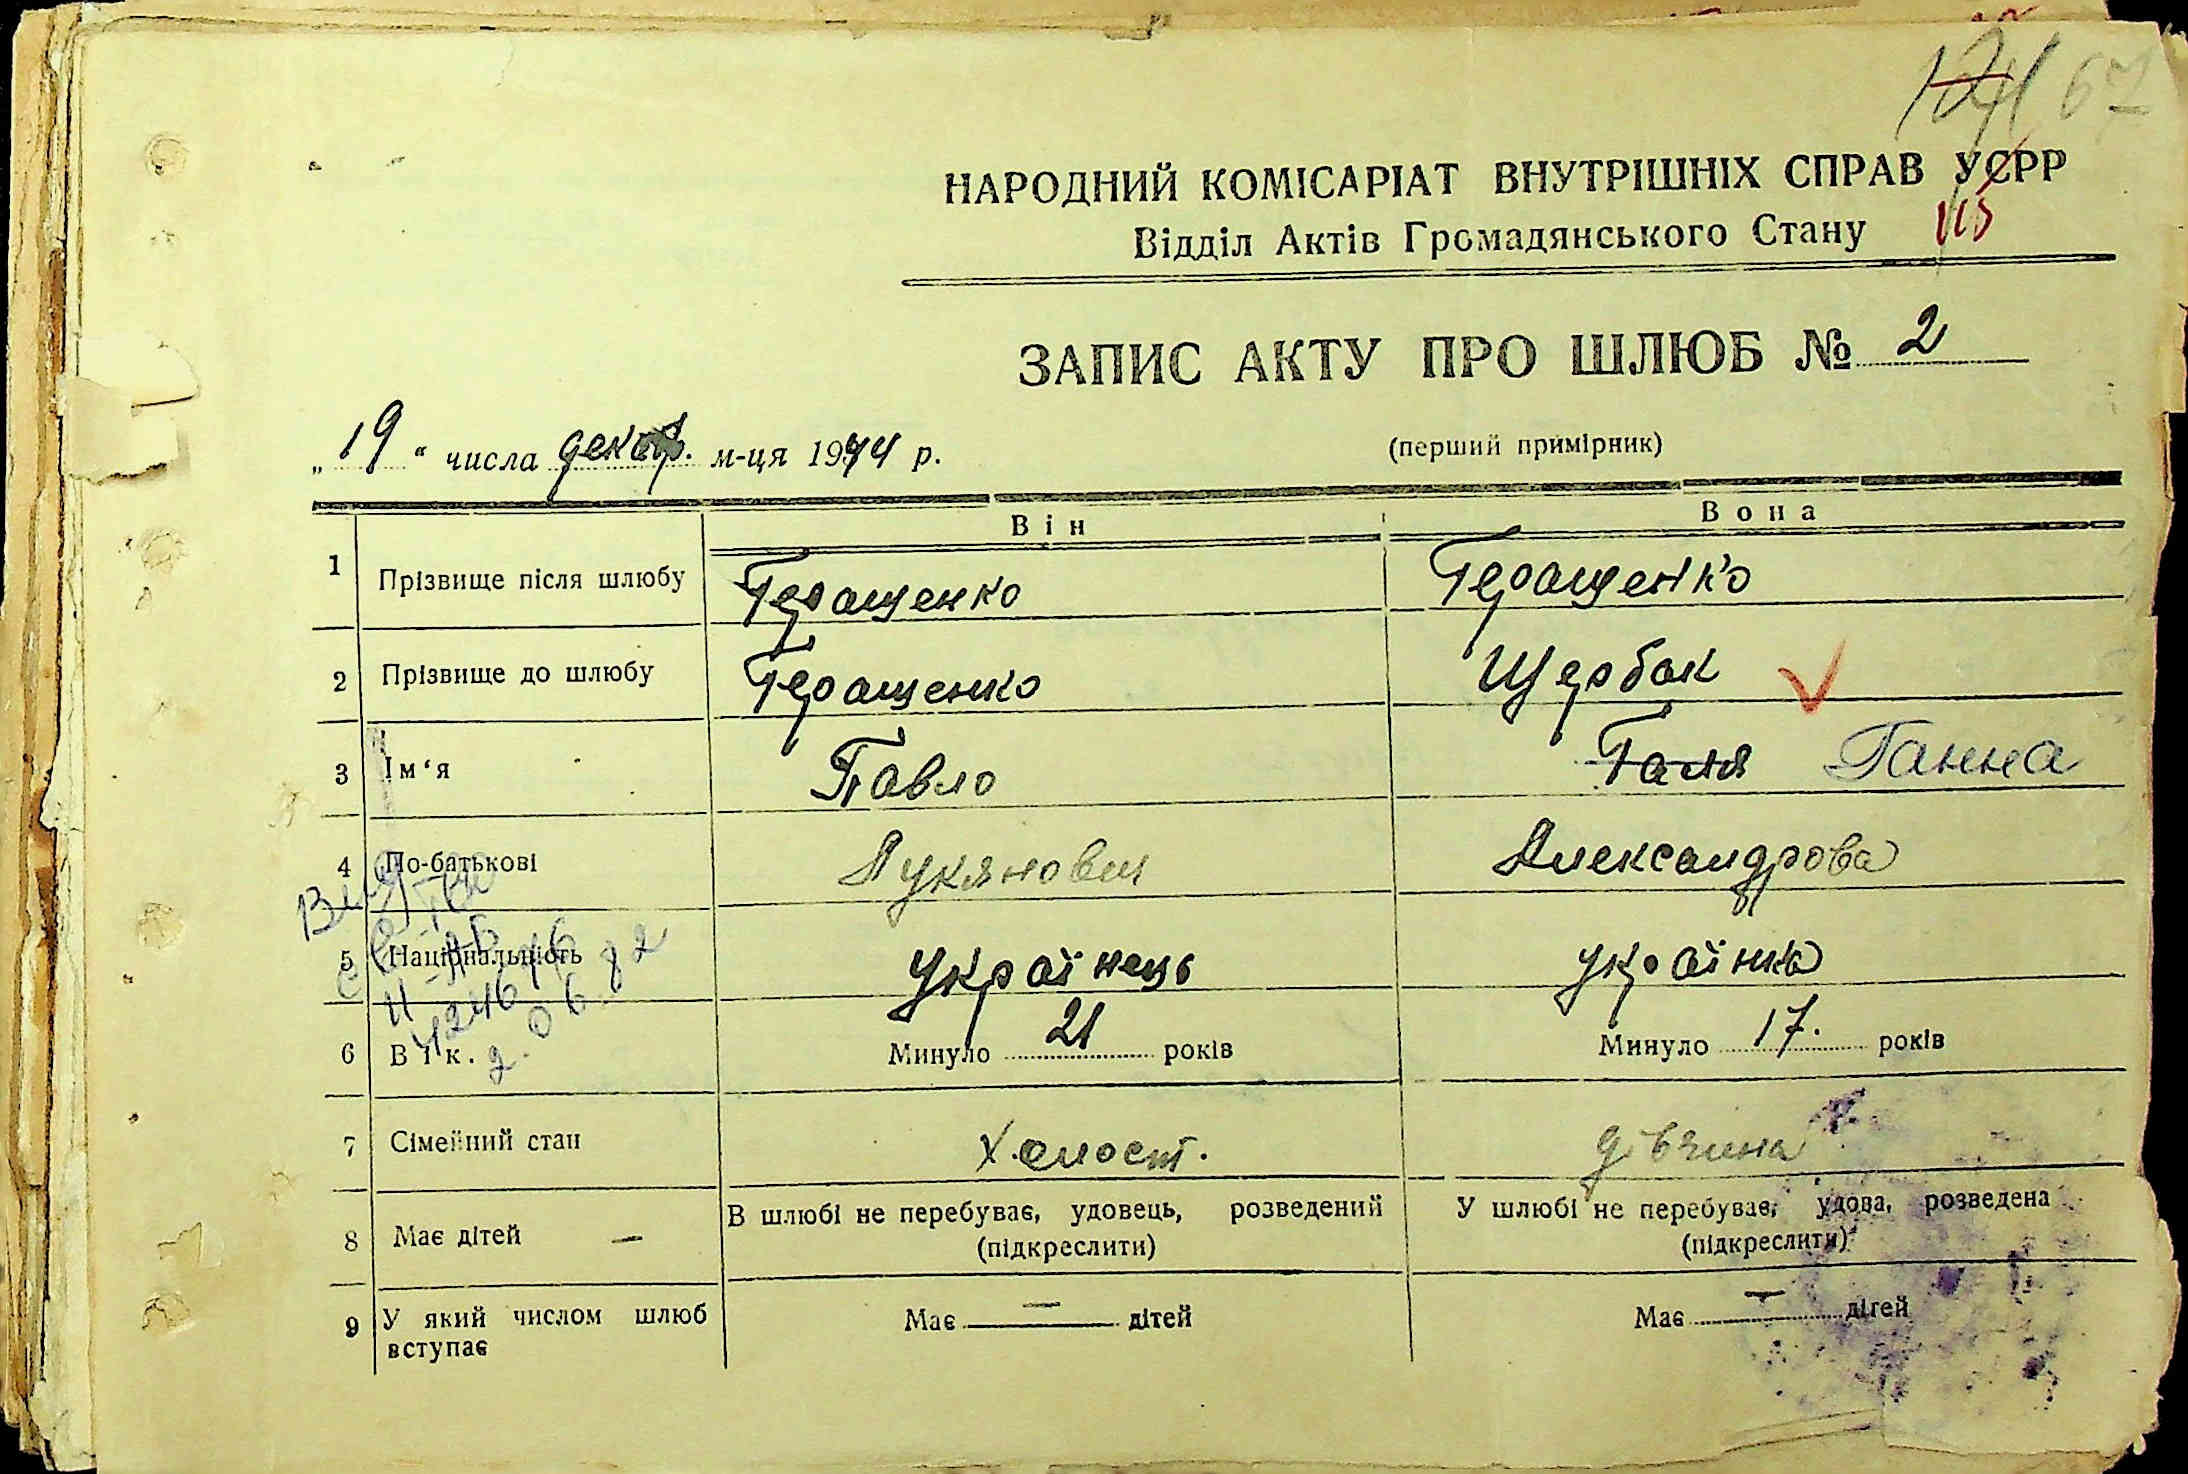 67
НАРОДНИЙ КОМІСАРІАТ ВНУТРІШНІХ СПРАВ УСРР
Відділ Актів Громадянського Стану 115
ЗАПИС АКТУ ПРО ШЛЮБ № 2
„19“ числа декабр. м-ця 1944 р.
(перший примірник)
Він Вона
1 Прізвище після шлюбу Геращенко Геращенко
2 Прізвище до шлюбу Геращенко Щербак
3 Ім‘я Павло Галя Ганна
4 По-батькові Лукянович Александрова
5 Національність Українець українка
6 Вік. Минуло 21 років Минуло 17. років
7 Сімейний стан Холост. дівчина
8 Має дітей — В шлюбі не перебуває, удовець, розведений У шлюбі не перебуває, удова, розведена
(підкреслити) (підкреслити)
9 У який числом шлюб вступає Має — дітей Має — дітей